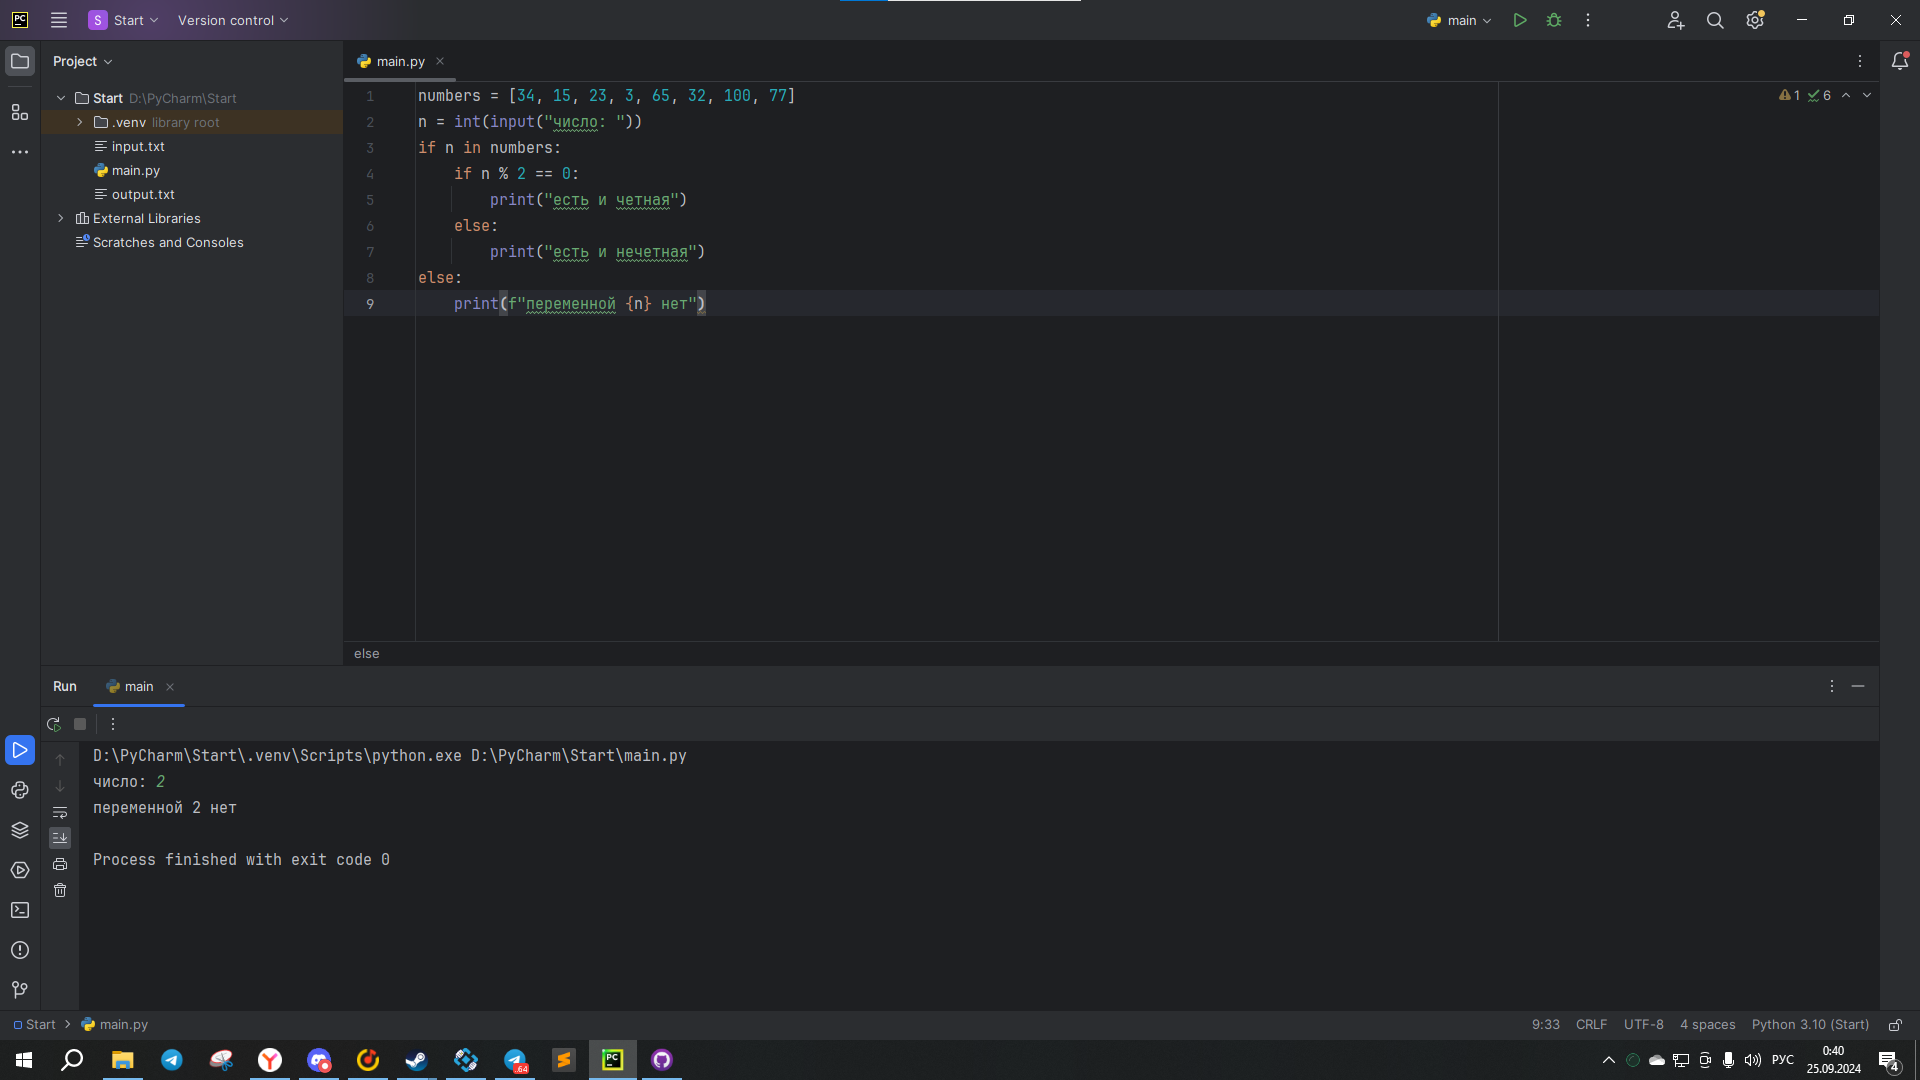 PC S Start Version control main
Project main.py
Start D:\PyCharm\Start
.venv library root
input.txt
main.py
output.txt
External Libraries
Scratches and Consoles
1 numbers = [34, 15, 23, 3, 65, 32, 100, 77] 1 6
2 n = int(input("число: "))
3 if n in numbers:
4 if n % 2 == 0:
5 print("есть и четная")
6 else:
7 print("есть и нечетная")
8 else:
9 print(f"переменной {n} нет")
else
Run main
D:\PyCharm\Start\.venv\Scripts\python.exe D:\PyCharm\Start\main.py
число: 2
переменной 2 нет
Process finished with exit code 0
Start main.py 9:33 CRLF UTF-8 4 spaces Python 3.10 (Start)
.64 PC РУС 0:40
25.09.2024 4